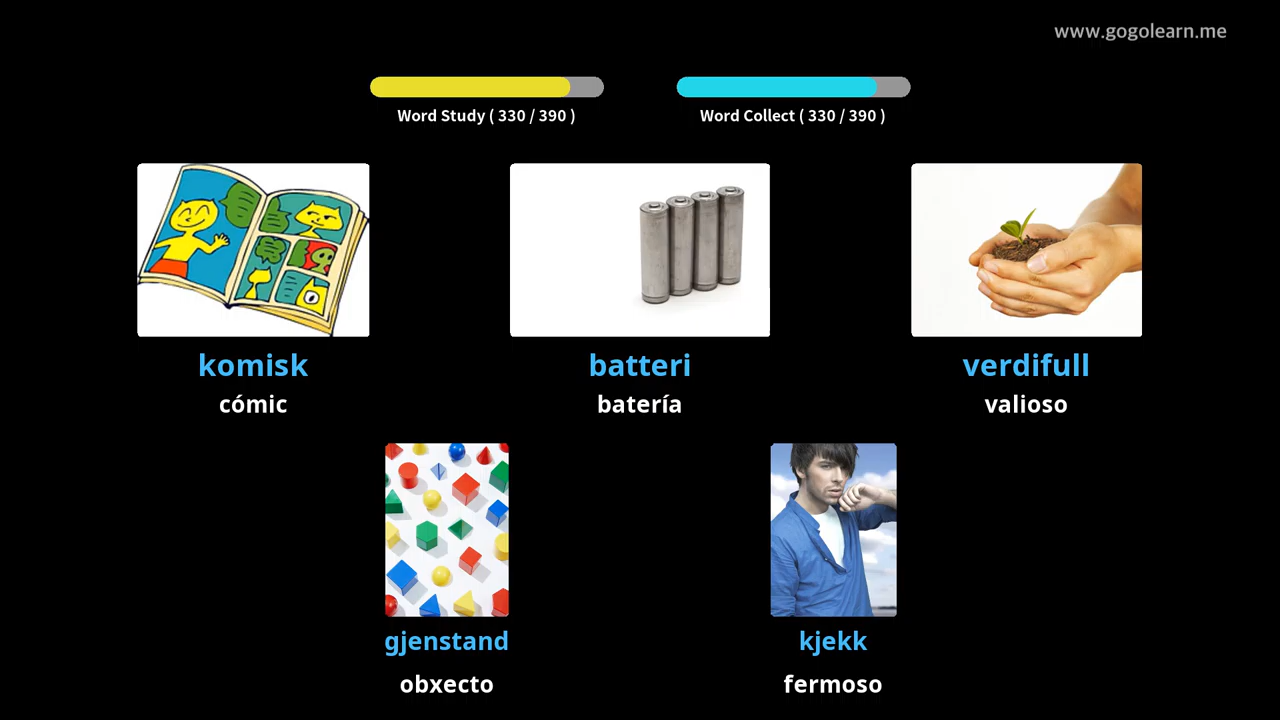 www.gogolearn.me
Word Study ( 330 / 390 )
Word Collect ( 330 / 390 )
komisk
cómic
batteri
batería
verdifull
valioso
gjenstand
obxecto
kjekk
fermoso